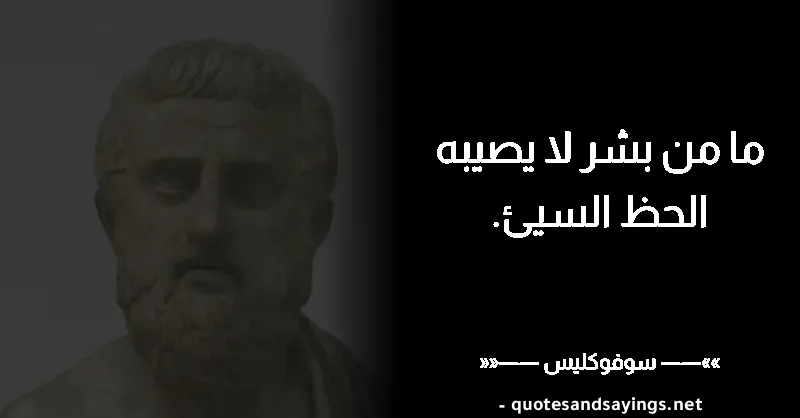 ما من بشر لا يصيبه
الحظ السيئ.
»»—— سوفوكليس ——««
- quotesandsayings.net